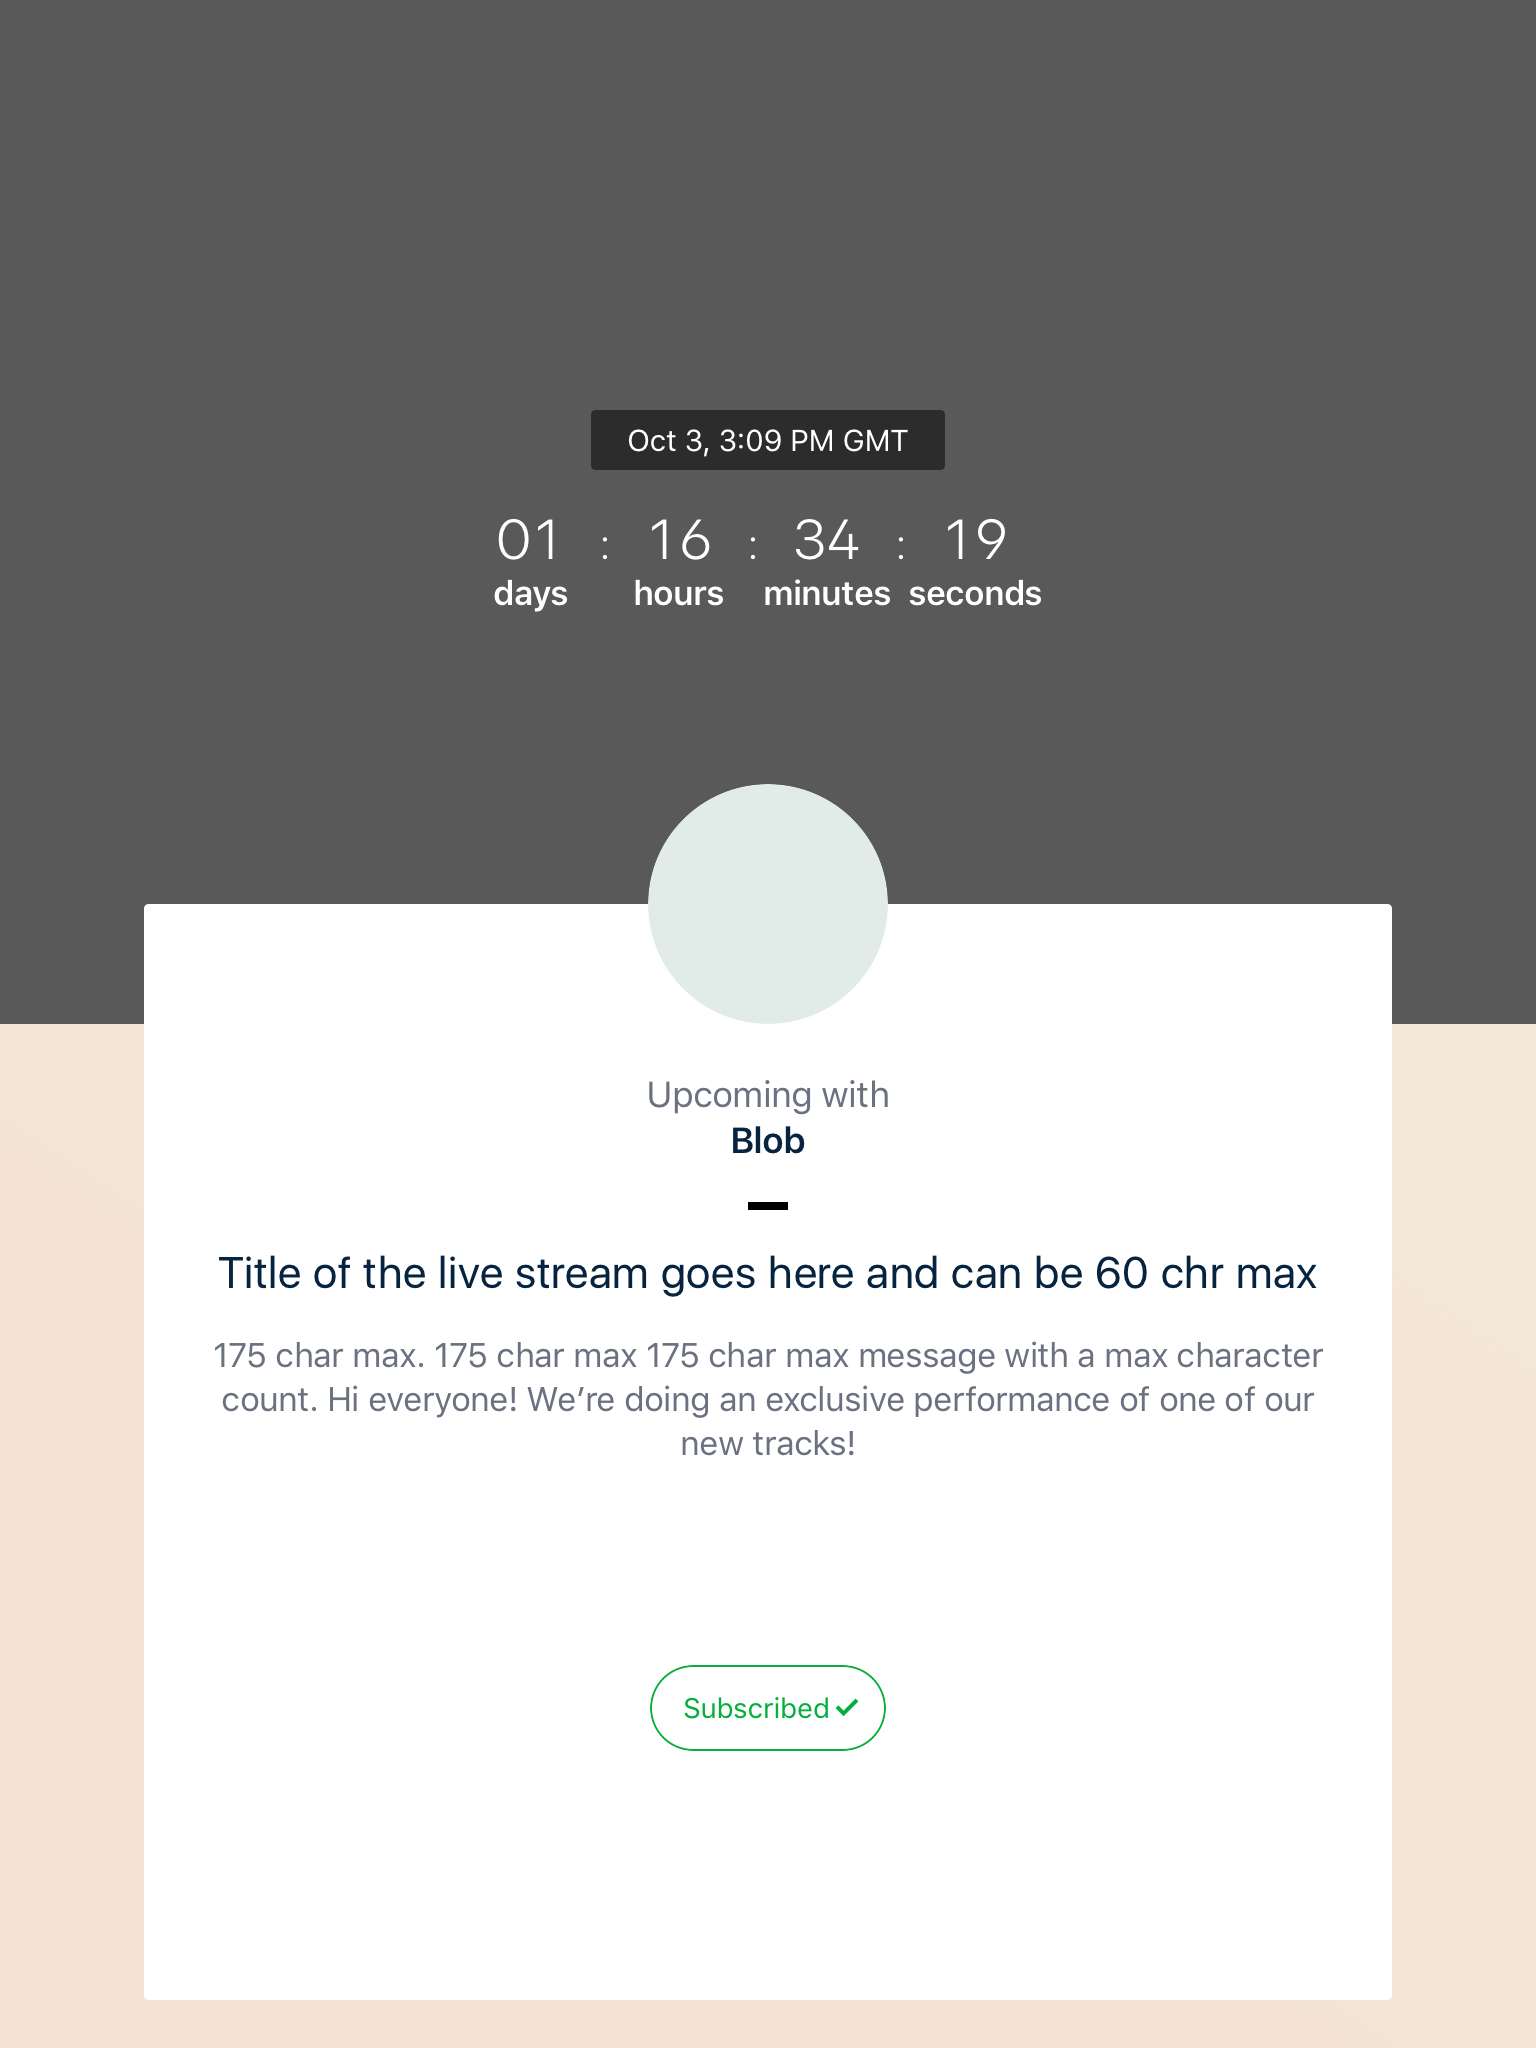 Oct 3, 3:09 PM GMT
01 : 16 : 34 : 19
days hours minutes seconds
Upcoming with
Blob
Title of the live stream goes here and can be 60 chr max
175 char max. 175 char max 175 char max message with a max character
count. Hi everyone! We’re doing an exclusive performance of one of our
new tracks!
Subscribed